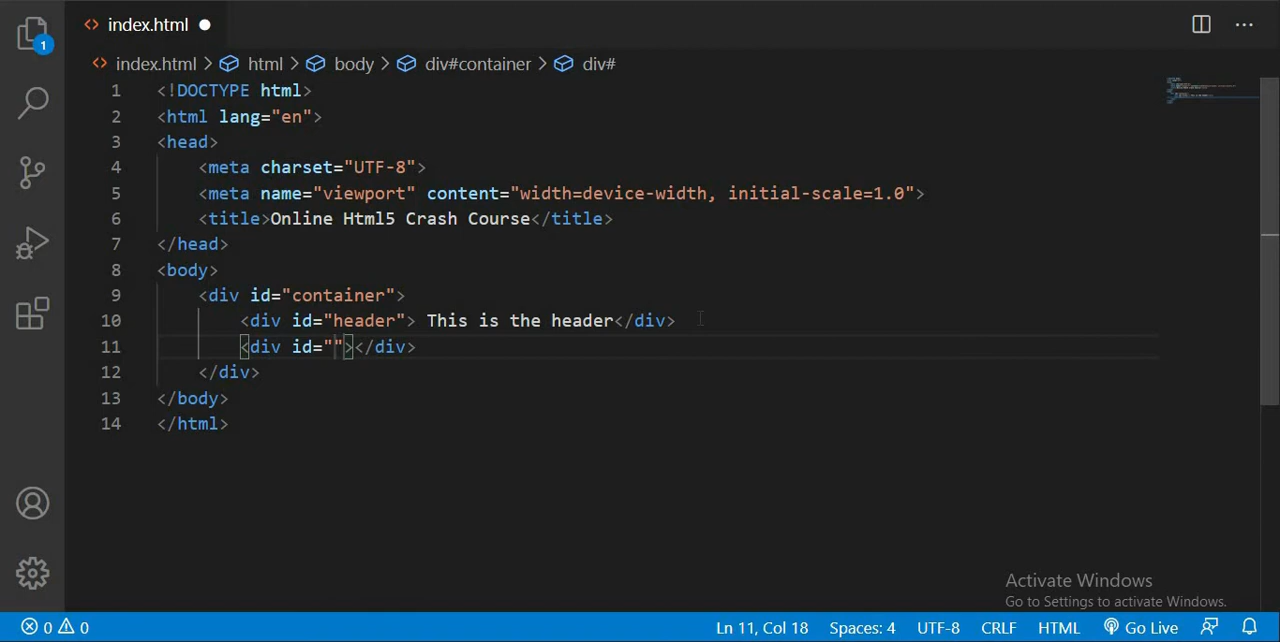 index.html
index.html > html > body > div#container > div#
1 <!DOCTYPE html>
2 <html lang="en">
3 <head>
4     <meta charset="UTF-8">
5     <meta name="viewport" content="width=device-width, initial-scale=1.0">
6     <title>Online Html5 Crash Course</title>
7 </head>
8 <body>
9     <div id="container">
10         <div id="header"> This is the header</div>
11         <div id=""></div>
12     </div>
13 </body>
14 </html>
1
Activate Windows
Go to Settings to activate Windows.
0 0 Ln 11, Col 18 Spaces: 4 UTF-8 CRLF HTML Go Live